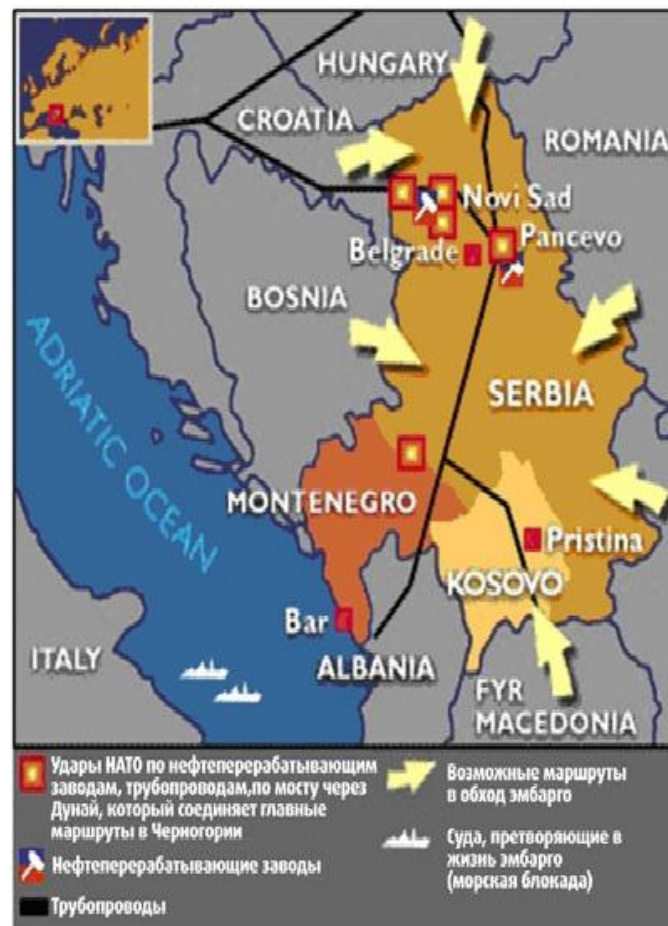 HUNGARY
CROATIA
ROMANIA
Novi Sad
Pancevo
Belgrade
BOSNIA
ADRIATIC OCEAN
SERBIA
MONTENEGRO
Pristina
KOSOVO
Bar
ITALY
ALBANIA
FYR
MACEDONIA
Удары НАТО по нефтеперерабатывающим
заводам, трубопроводам,по мосту через
Дунай, который соединяет главные
маршруты в Черногории
Нефтеперерабатывающие заводы
Трубопроводы
Возможные маршруты
в обход эмбарго
Суда, претворяющие в
жизнь эмбарго
(морская блокада)